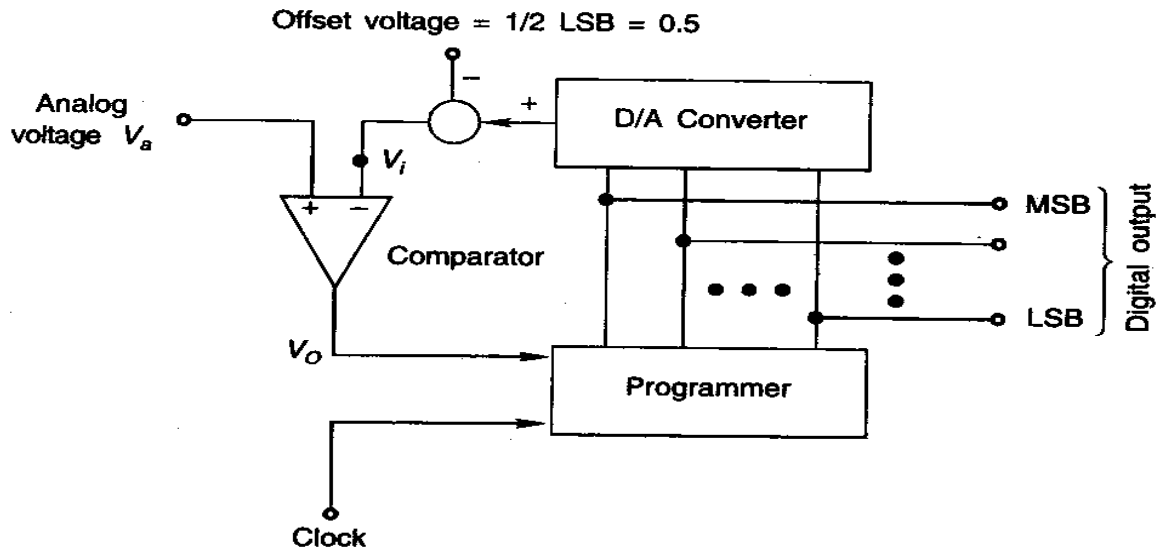 Offset voltage = 1/2 LSB = 0.5
−
Analog
voltage Va
+
D/A Converter
Vi
+ −
MSB
Comparator
Digital output
LSB
VO
Programmer
Clock